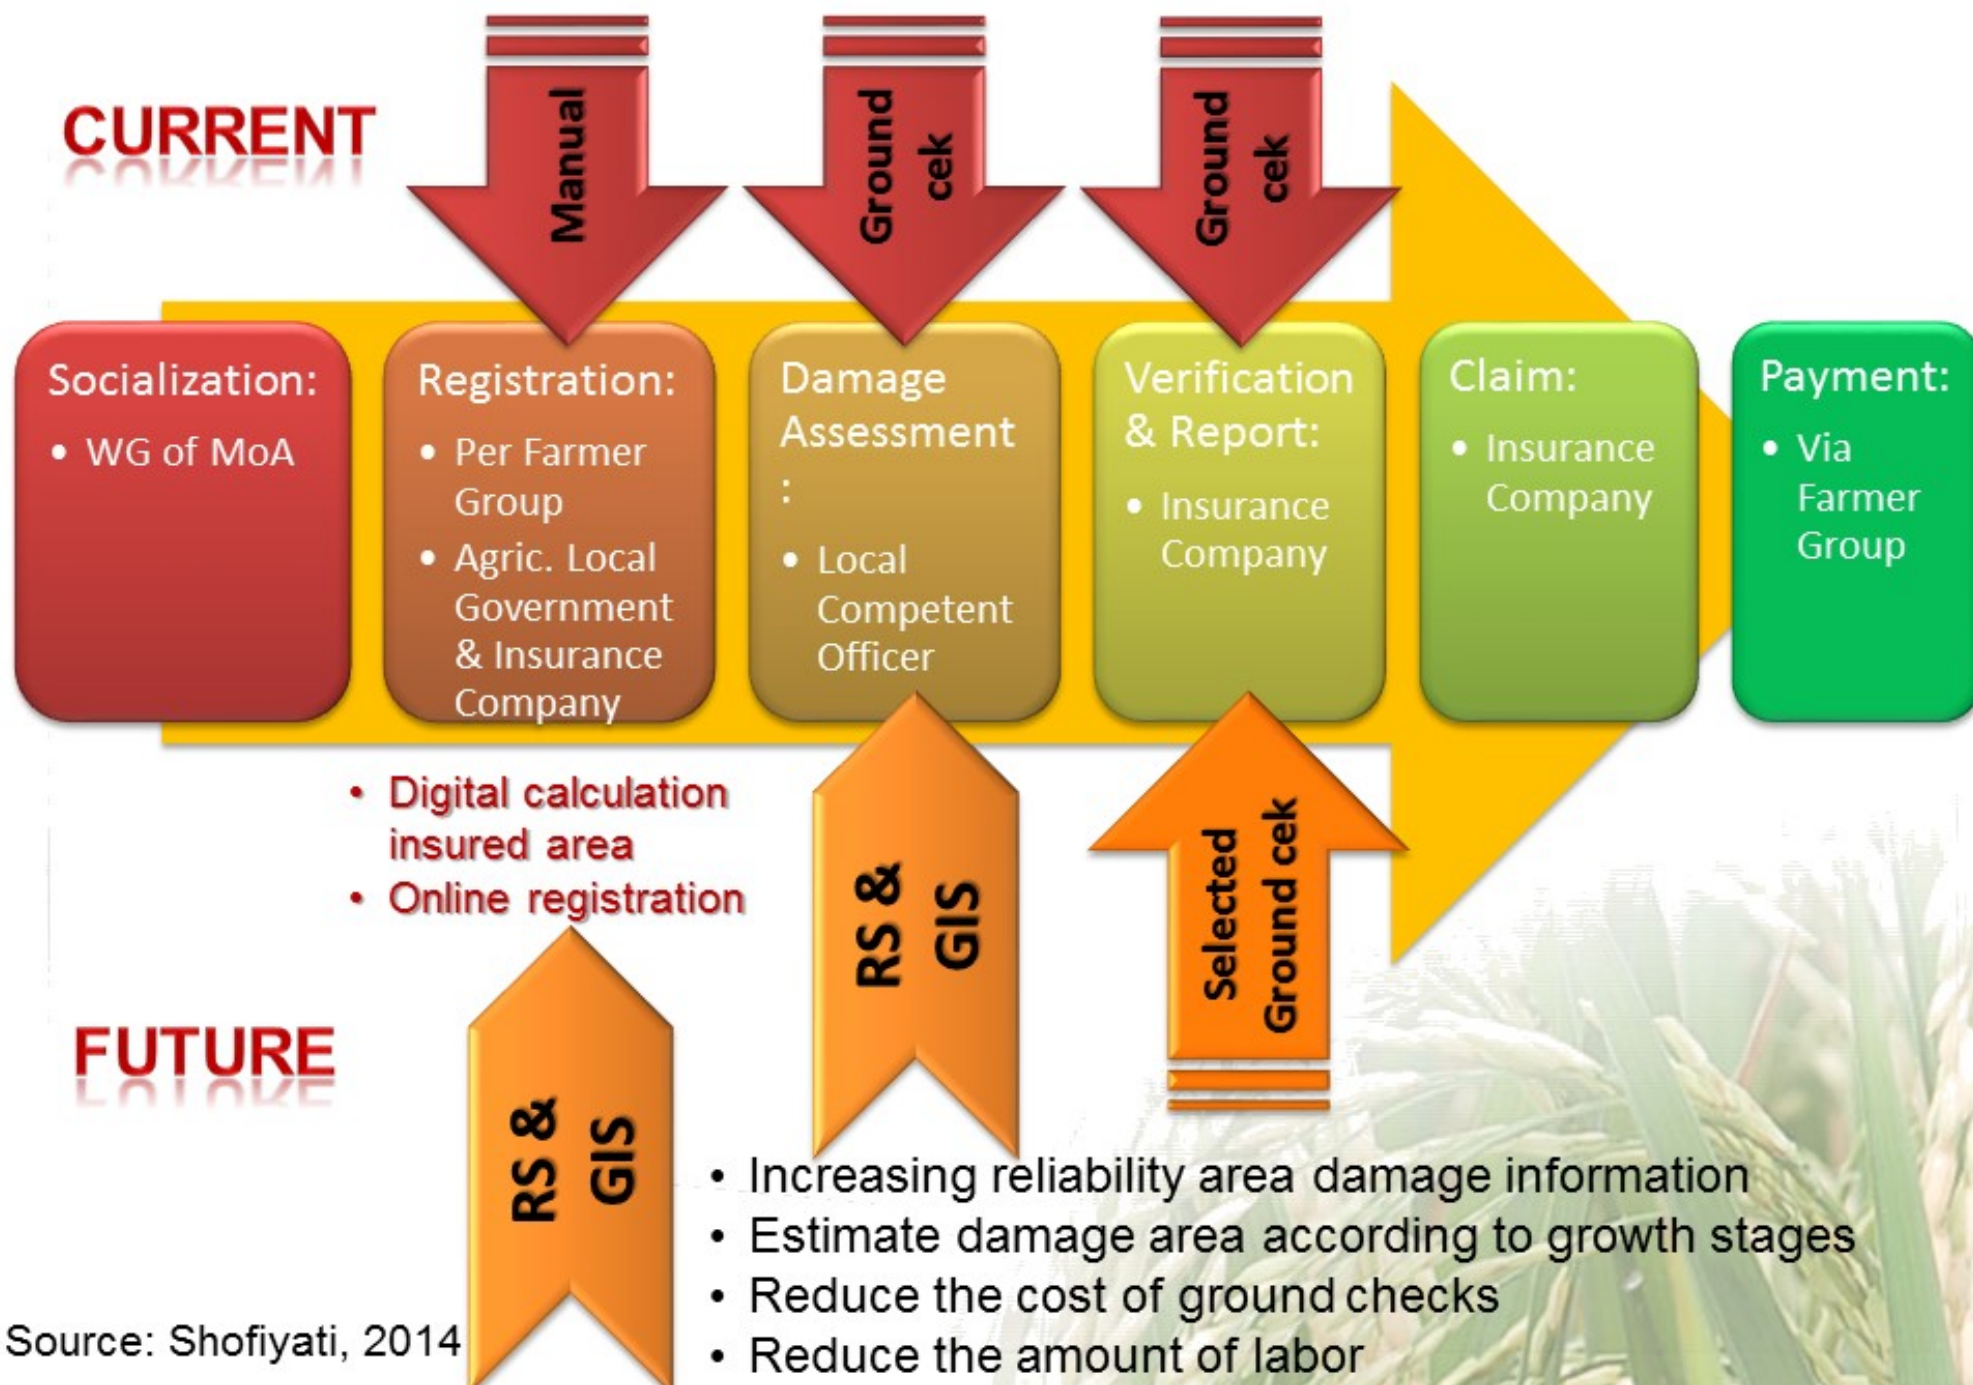 CURRENT
Manual
Ground
cek
Ground
cek
Socialization:
• WG of MoA
Registration:
• Per Farmer
Group
• Agric. Local
Government
& Insurance
Company
Damage
Assessment
:
• Local
Competent
Officer
Verification
& Report:
• Insurance
Company
Claim:
• Insurance
Company
Payment:
• Via
Farmer
Group
• Digital calculation
insured area
• Online registration
RS &
GIS
Selected
Ground cek
FUTURE
RS &
GIS
• Increasing reliability area damage information
• Estimate damage area according to growth stages
• Reduce the cost of ground checks
• Reduce the amount of labor
Source: Shofiyati, 2014